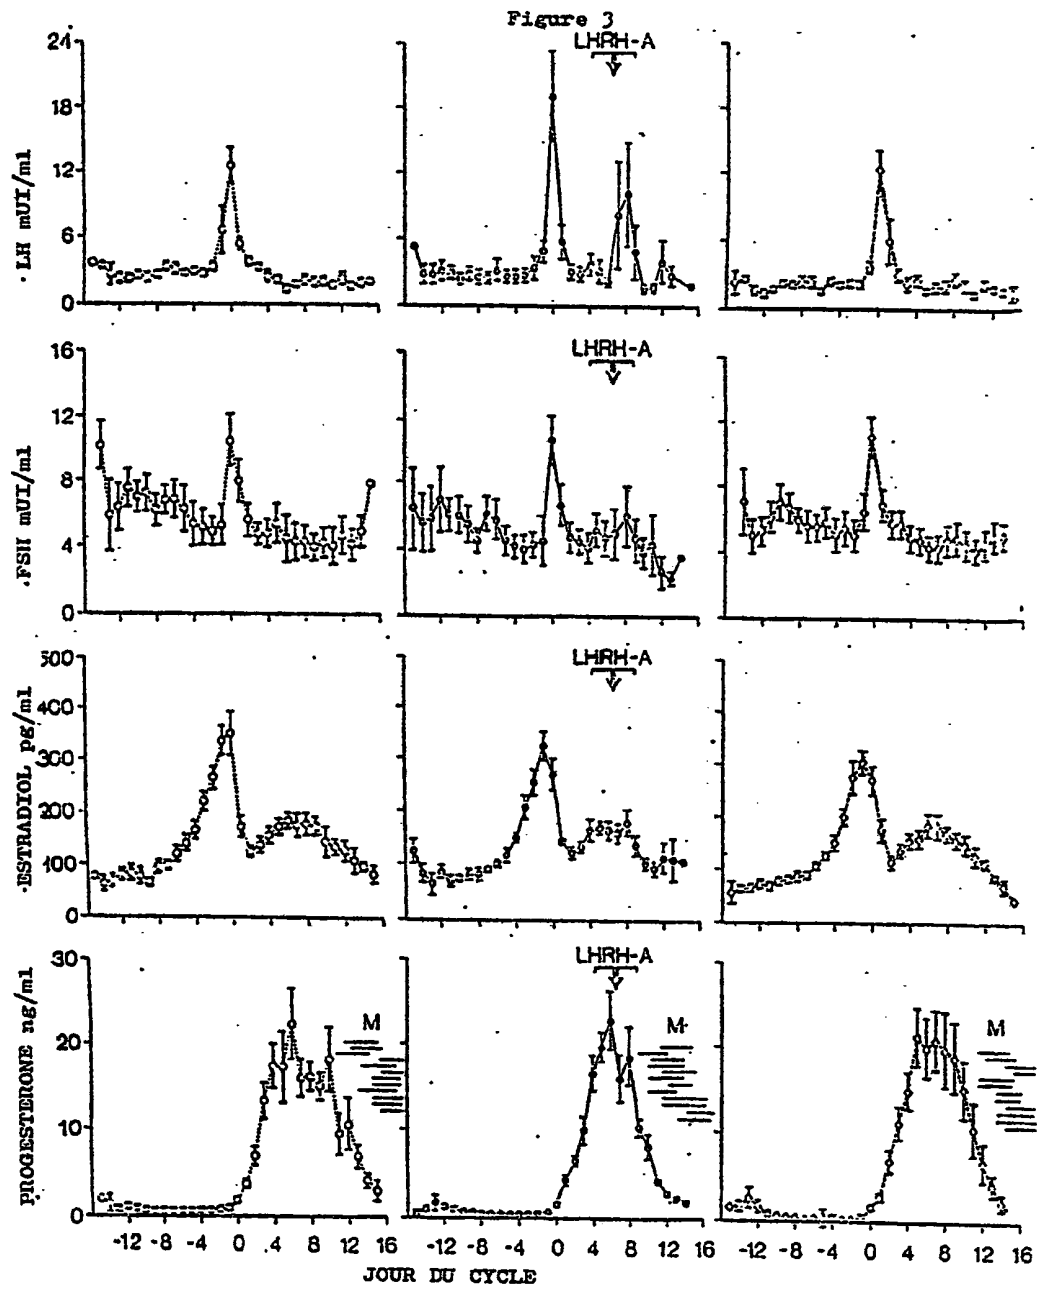 Figure 3
LHRH-A
24
18
12
6
0
.LH mUI/ml
LHRH-A
16
12
8
4
0
.FSH mUI/ml
LHRH-A
500
400
300
200
100
0
.ESTRADIOL pg/ml
LHRH-A
30
20
10
0
PROGESTERONE ng/ml
M
M
M
-12 -8 -4 0 4 8 12 16
-12 -8 -4 0 4 8 12 16
-12 -8 -4 0 4 8 12 16
JOUR DU CYCLE